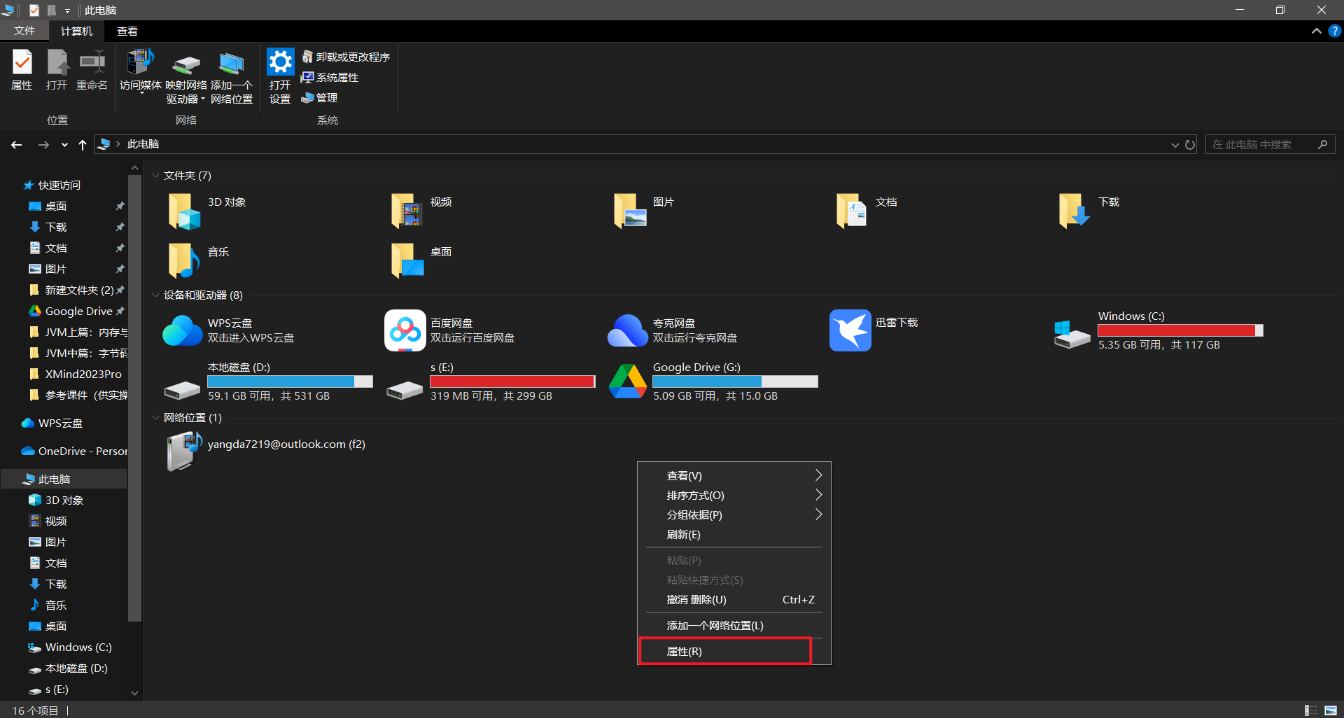 此电脑
文件
计算机
查看
属性
打开
重命名
访问媒体
映射网络
驱动器
添加一个
网络位置
打开
设置
卸载或更改程序
系统属性
管理
位置
网络
系统
此电脑
在 此电脑 中搜索
快速访问
桌面
下载
文档
图片
新建文件夹 (2)
Google Drive
JVM上篇：内存与
JVM中篇：字节码
XMind2023Pro
参考课件（供实操
WPS云盘
OneDrive - Person
此电脑
3D 对象
视频
图片
文档
下载
音乐
桌面
Windows (C:)
本地磁盘 (D:)
s (E:)
文件夹 (7)
3D 对象
视频
图片
文档
下载
音乐
桌面
设备和驱动器 (8)
WPS云盘
双击进入WPS云盘
百度网盘
双击运行百度网盘
夸克网盘
双击运行夸克网盘
迅雷下载
Windows (C:)
5.35 GB 可用，共 117 GB
本地磁盘 (D:)
59.1 GB 可用，共 531 GB
s (E:)
319 MB 可用，共 299 GB
Google Drive (G:)
5.09 GB 可用，共 15.0 GB
网络位置 (1)
yangda7219@outlook.com (f2)
查看(V)
排序方式(O)
分组依据(P)
刷新(E)
粘贴(P)
粘贴快捷方式(S)
撤消 删除(U) Ctrl+Z
添加一个网络位置(L)
属性(R)
16 个项目